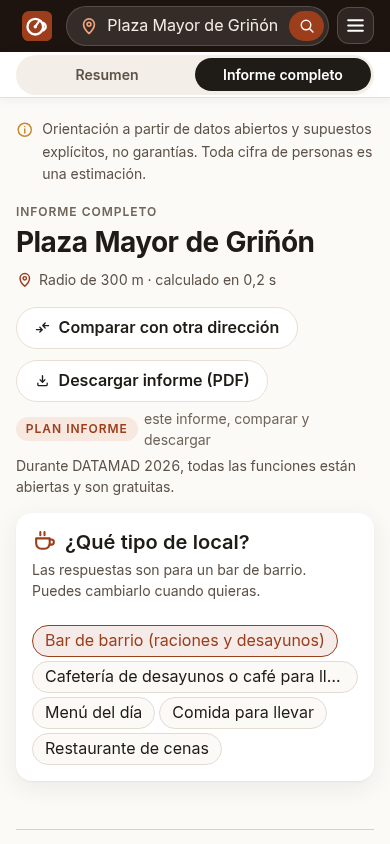 Plaza Mayor de Griñón
Resumen
Informe completo
Orientación a partir de datos abiertos y supuestos
explícitos, no garantías. Toda cifra de personas es
una estimación.
INFORME COMPLETO
Plaza Mayor de Griñón
Radio de 300 m · calculado en 0,2 s
Comparar con otra dirección
Descargar informe (PDF)
PLAN INFORME
este informe, comparar y
descargar
Durante DATAMAD 2026, todas las funciones están
abiertas y son gratuitas.
¿Qué tipo de local?
Las respuestas son para un bar de barrio.
Puedes cambiarlo cuando quieras.
Bar de barrio (raciones y desayunos)
Cafetería de desayunos o café para ll...
Menú del día
Comida para llevar
Restaurante de cenas